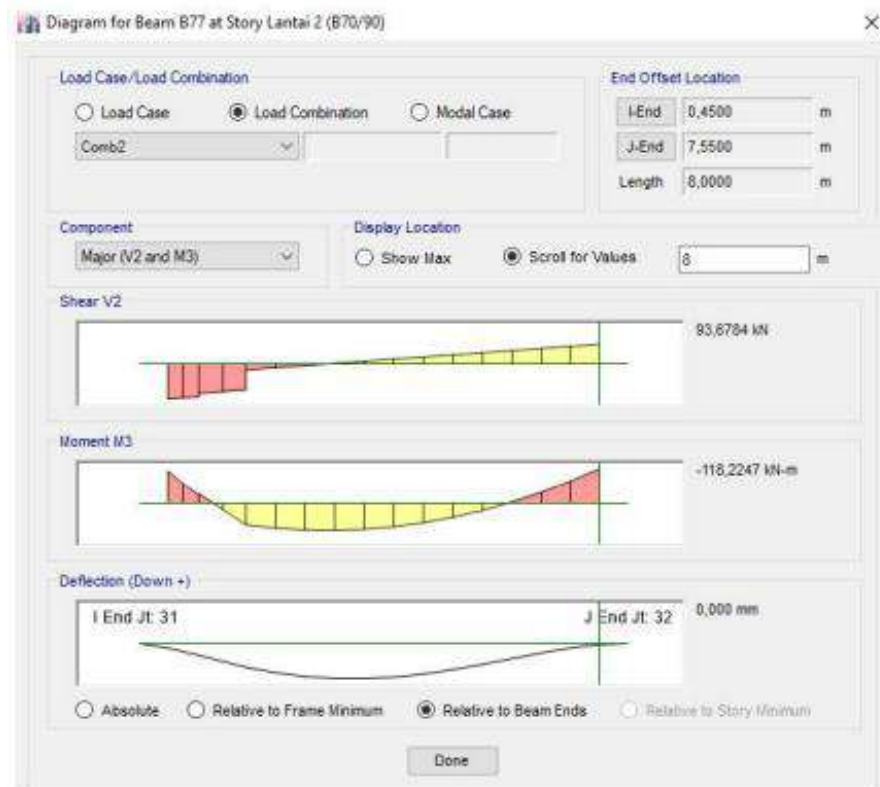 Diagram for Beam B77 at Story Lantai 2 (B70/90)
Load Case/Load Combination
Load Case Load Combination Modal Case
Comb2
End Offset Location
I-End 0,4500 m
J-End 7,5500 m
Length 8,0000 m
Component
Major (V2 and M3)
Display Location
Show Max Scroll for Values 8 m
Shear V2
93,6784 kN
Moment M3
-118,2247 kN-m
Deflection (Down +)
I End Jt: 31 J End Jt: 32
0,000 mm
Absolute Relative to Frame Minimum Relative to Beam Ends Relative to Story Minimum
Done